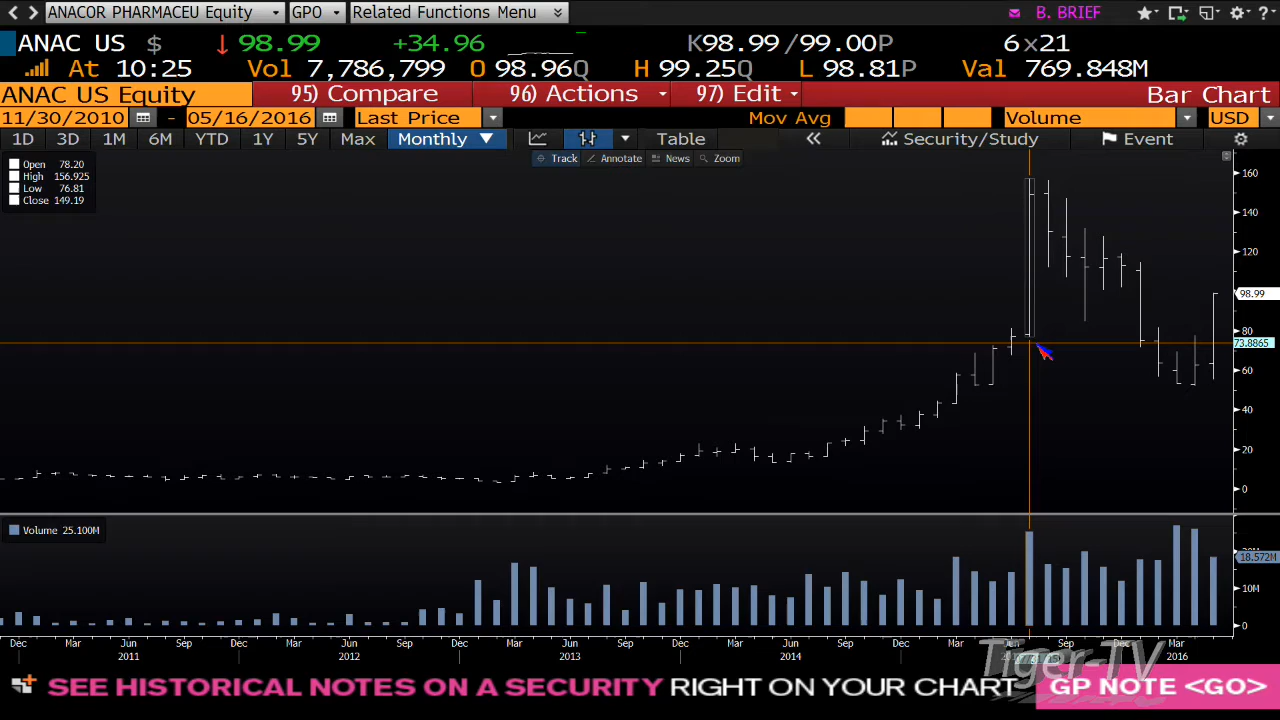 ANACOR PHARMACEU Equity GPO Related Functions Menu B. BRIEF ?
ANAC US $ ↓ 98.99 +34.96 K98.99 /99.00P 6 x21
At 10:25 Vol 7,786,799 O 98.96Q H 99.25Q L 98.81P Val 769.848M
ANAC US Equity 95) Compare 96) Actions 97) Edit Bar Chart
11/30/2010 - 05/16/2016 Last Price Mov Avg Volume USD
1D 3D 1M 6M YTD 1Y 5Y Max Monthly ▼ Table « Security/Study Event
Track Annotate News Zoom
Open 78.20
High 156.925
Low 76.81
Close 149.19
160
140
120
98.99
80
73.8865
60
40
20
0
Volume 25.100M
18.572M
10M
0
Dec Mar Jun Sep Dec Mar Jun Sep Dec Mar Jun Sep Dec Mar Jun Sep Dec Mar Jun Sep Dec Mar
2011 2012 2013 2014 2016
Tiger-TV
SEE HISTORICAL NOTES ON A SECURITY RIGHT ON YOUR CHART GP NOTE <GO>